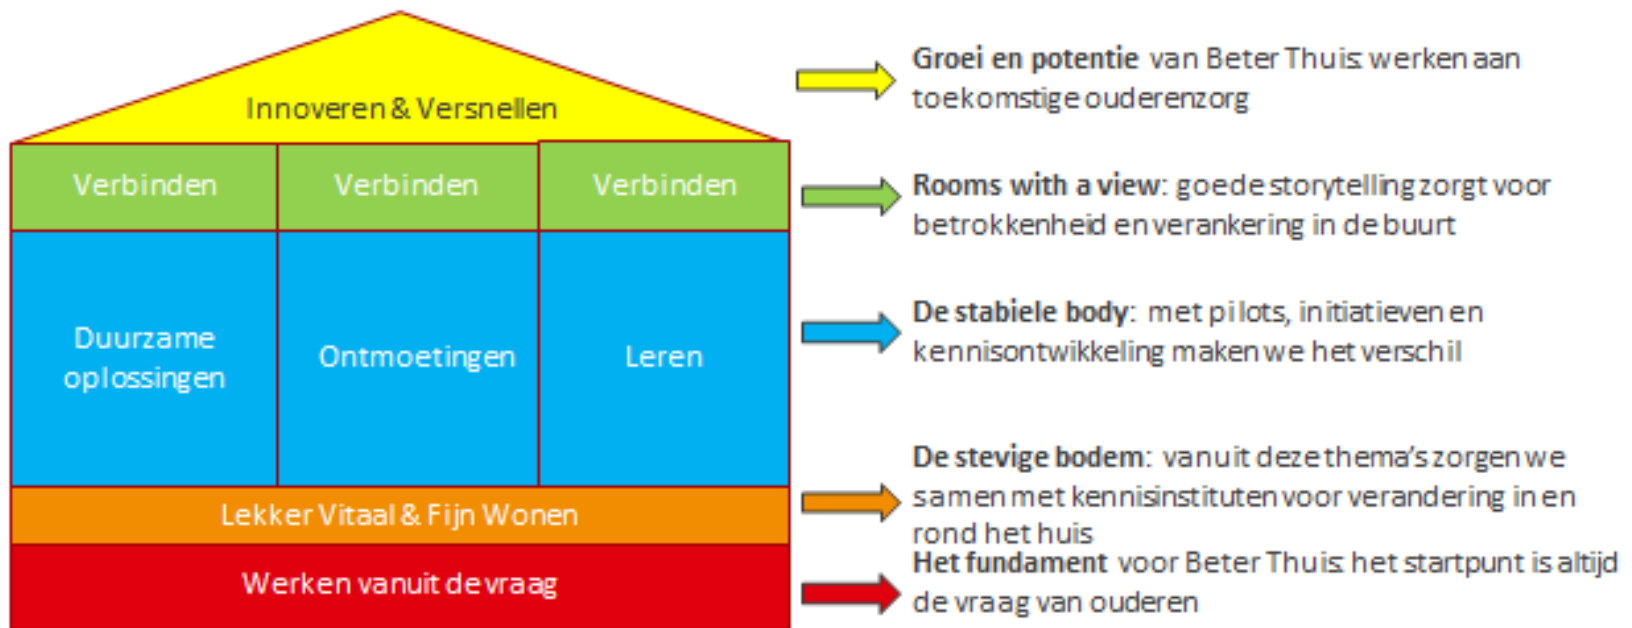 Innoveren & Versnellen
Verbinden
Verbinden
Verbinden
Duurzame
oplossingen
Ontmoetingen
Leren
Lekker Vitaal & Fijn Wonen
Werken vanuit de vraag
Groei en potentie van Beter Thuis: werken aan
toekomstige ouderenzorg
Rooms with a view: goede storytelling zorgt voor
betrokkenheid en verankering in de buurt
De stabiele body: met pilots, initiatieven en
kennisontwikkeling maken we het verschil
De stevige bodem: vanuit deze thema's zorgen we
samen met kennisinstituten voor verandering in en
rond het huis
Het fundament voor Beter Thuis: het startpunt is altijd
de vraag van ouderen